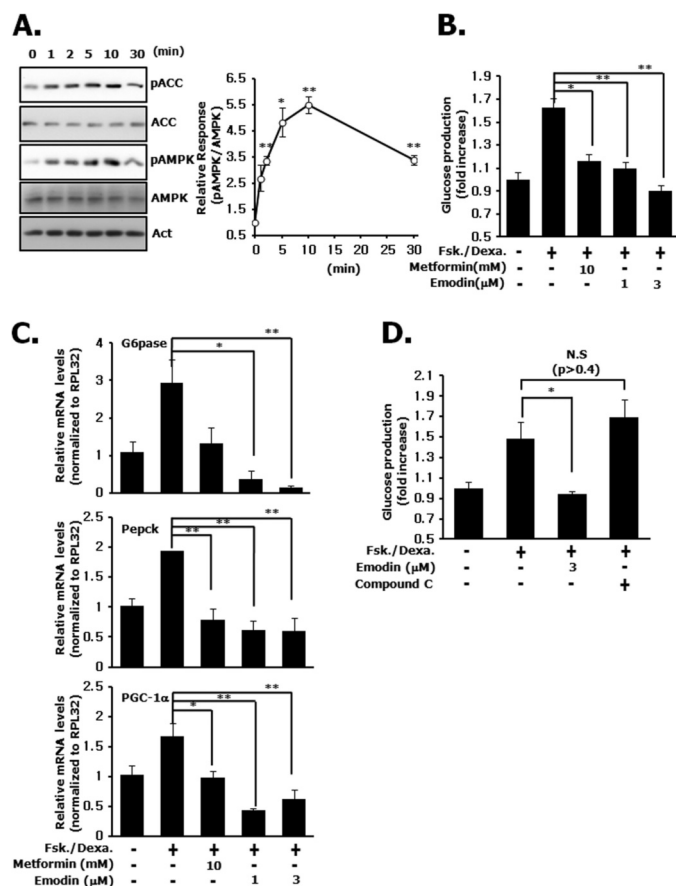 A.
0 1 2 5 10 30 (min)
pACC
ACC
pAMPK
AMPK
Act
Relative Response
(pAMPK/AMPK)
6.5
5.5
4.5
3.5
2.5
1.5
0.5
** * ** **
0 5 10 30
(min)
B.
Glucose production
(fold increase)
1.9
1.7
1.5
1.3
1.1
0.9
0.7
0.5
**
**
*
Fsk./Dexa. - + + + +
Metformin(mM) - - 10 - -
Emodin(μM) - - - 1 3
C.
G6pase
Relative mRNA levels
(normalized to RPL32)
4
3
2
1
0
**
*
Pepck
Relative mRNA levels
(normalized to RPL32)
2.5
2
1.5
1
0.5
0
**
**
**
PGC-1α
Relative mRNA levels
(normalized to RPL32)
2.5
2
1.5
1
0.5
0
**
**
*
Fsk./Dexa. - + + + +
Metformin (mM) - - 10 - -
Emodin (μM) - - - 1 3
D.
N.S
(p>0.4)
*
Glucose production
(fold increase)
2.1
1.9
1.7
1.5
1.3
1.1
0.9
0.7
0.5
Fsk./Dexa. - + + +
Emodin (μM) - - 3 -
Compound C - - - +